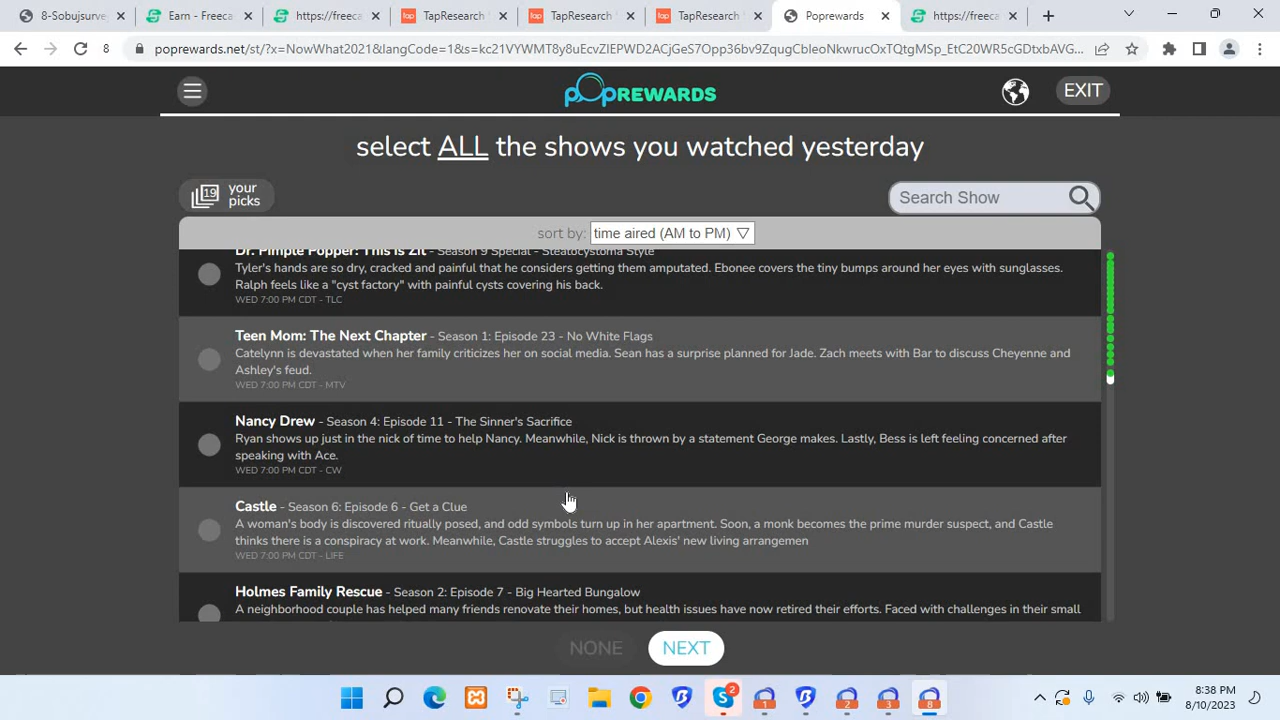 8-Sobujsurve
Earn - Freeca
https://freeca
TapResearch
TapResearch
TapResearch
Poprewards
https://freeca
8
poprewards.net/st/?x=NowWhat2021&langCode=1&s=kc21VYWMT8y8uEcvZIEPWD2ACjGeS7Opp36bv9ZqugCbleoNkwrucOxTQtgMSp_EtC20WR5cGDtxbAVG...
pOpREWARDS
EXIT
select ALL the shows you watched yesterday
19
your picks
Search Show
sort by: time aired (AM to PM) ▽
Dr. Pimple Popper: This is Zit - Season 9 Special - Steatocystoma Style
Tyler's hands are so dry, cracked and painful that he considers getting them amputated. Ebonee covers the tiny bumps around her eyes with sunglasses.
Ralph feels like a "cyst factory" with painful cysts covering his back.
WED 7:00 PM CDT - TLC
Teen Mom: The Next Chapter - Season 1: Episode 23 - No White Flags
Catelynn is devastated when her family criticizes her on social media. Sean has a surprise planned for Jade. Zach meets with Bar to discuss Cheyenne and
Ashley's feud.
WED 7:00 PM CDT - MTV
Nancy Drew - Season 4: Episode 11 - The Sinner's Sacrifice
Ryan shows up just in the nick of time to help Nancy. Meanwhile, Nick is thrown by a statement George makes. Lastly, Bess is left feeling concerned after
speaking with Ace.
WED 7:00 PM CDT - CW
Castle - Season 6: Episode 6 - Get a Clue
A woman's body is discovered ritually posed, and odd symbols turn up in her apartment. Soon, a monk becomes the prime murder suspect, and Castle
thinks there is a conspiracy at work. Meanwhile, Castle struggles to accept Alexis' new living arrangemen
WED 7:00 PM CDT - LIFE
Holmes Family Rescue - Season 2: Episode 7 - Big Hearted Bungalow
A neighborhood couple has helped many friends renovate their homes, but health issues have now retired their efforts. Faced with challenges in their small
NONE
NEXT
2
1
2
3
8
8:38 PM
8/10/2023